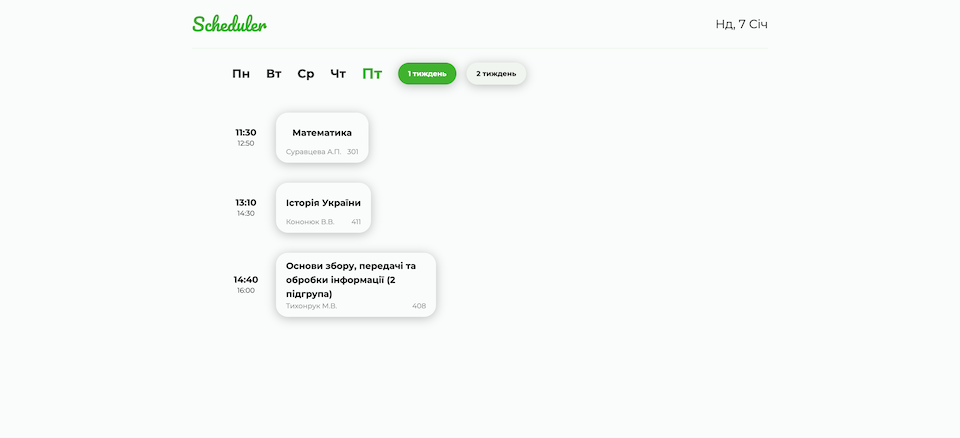 Scheduler
Нд, 7 Січ
Пн Вт Ср Чт Пт 1 тиждень 2 тиждень
11:30
12:50
Математика
Суравцева А.П. 301
13:10
14:30
Історія України
Кононюк В.В. 411
14:40
16:00
Основи збору, передачі та
обробки інформації (2
підгрупа)
Тихонрук М.В. 408